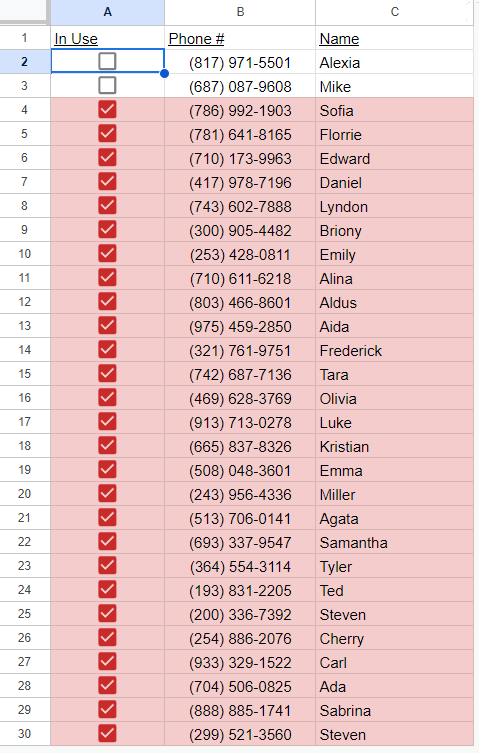 A B C
1 In Use Phone # Name
2 (817) 971-5501 Alexia
3 (687) 087-9608 Mike
4 (786) 992-1903 Sofia
5 (781) 641-8165 Florrie
6 (710) 173-9963 Edward
7 (417) 978-7196 Daniel
8 (743) 602-7888 Lyndon
9 (300) 905-4482 Briony
10 (253) 428-0811 Emily
11 (710) 611-6218 Alina
12 (803) 466-8601 Aldus
13 (975) 459-2850 Aida
14 (321) 761-9751 Frederick
15 (742) 687-7136 Tara
16 (469) 628-3769 Olivia
17 (913) 713-0278 Luke
18 (665) 837-8326 Kristian
19 (508) 048-3601 Emma
20 (243) 956-4336 Miller
21 (513) 706-0141 Agata
22 (693) 337-9547 Samantha
23 (364) 554-3114 Tyler
24 (193) 831-2205 Ted
25 (200) 336-7392 Steven
26 (254) 886-2076 Cherry
27 (933) 329-1522 Carl
28 (704) 506-0825 Ada
29 (888) 885-1741 Sabrina
30 (299) 521-3560 Steven